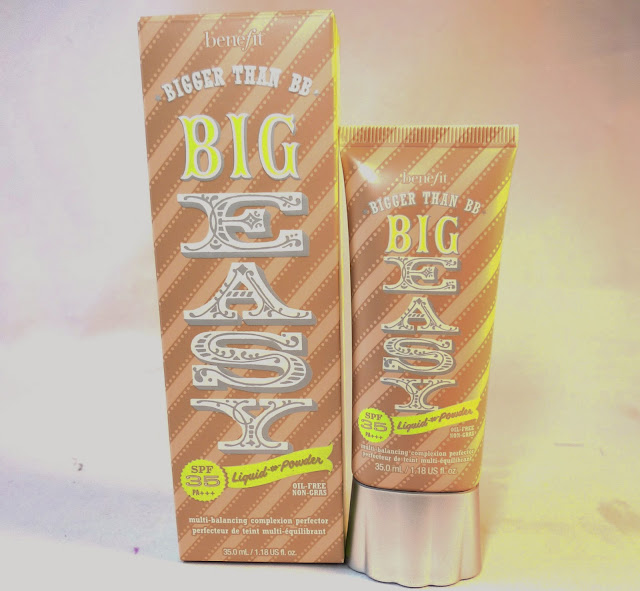 benefit
BIGGER THAN BB
BIG
EASY
SPF
35
PA+++
Liquid-to-Powder
OIL-FREE
NON-GRAS
multi-balancing complexion perfector
perfecteur de teint multi-équilibrant
35.0 mL / 1.18 US fl. oz.
benefit
BIGGER THAN BB
BIG
EASY
SPF
35
PA+++
Liquid-to-Powder
OIL-FREE
NON-GRAS
multi-balancing complexion perfector
perfecteur de teint multi-équilibrant
35.0 mL / 1.18 US fl. oz.